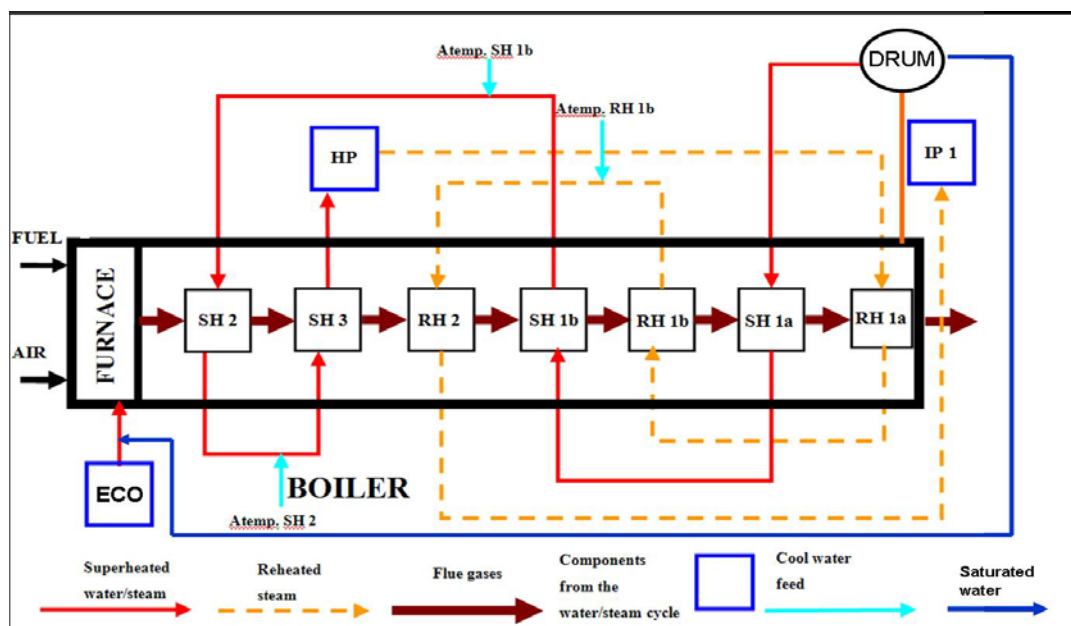 Atemp. SH 1b
DRUM
Atemp. RH 1b
HP
IP 1
FUEL
AIR
FURNACE
SH 2
SH 3
RH 2
SH 1b
RH 1b
SH 1a
RH 1a
ECO
BOILER
Atemp. SH 2
Superheated
water/steam
Reheated
steam
Flue gases
Components
from the
water/steam cycle
Cool water
feed
Saturated
water